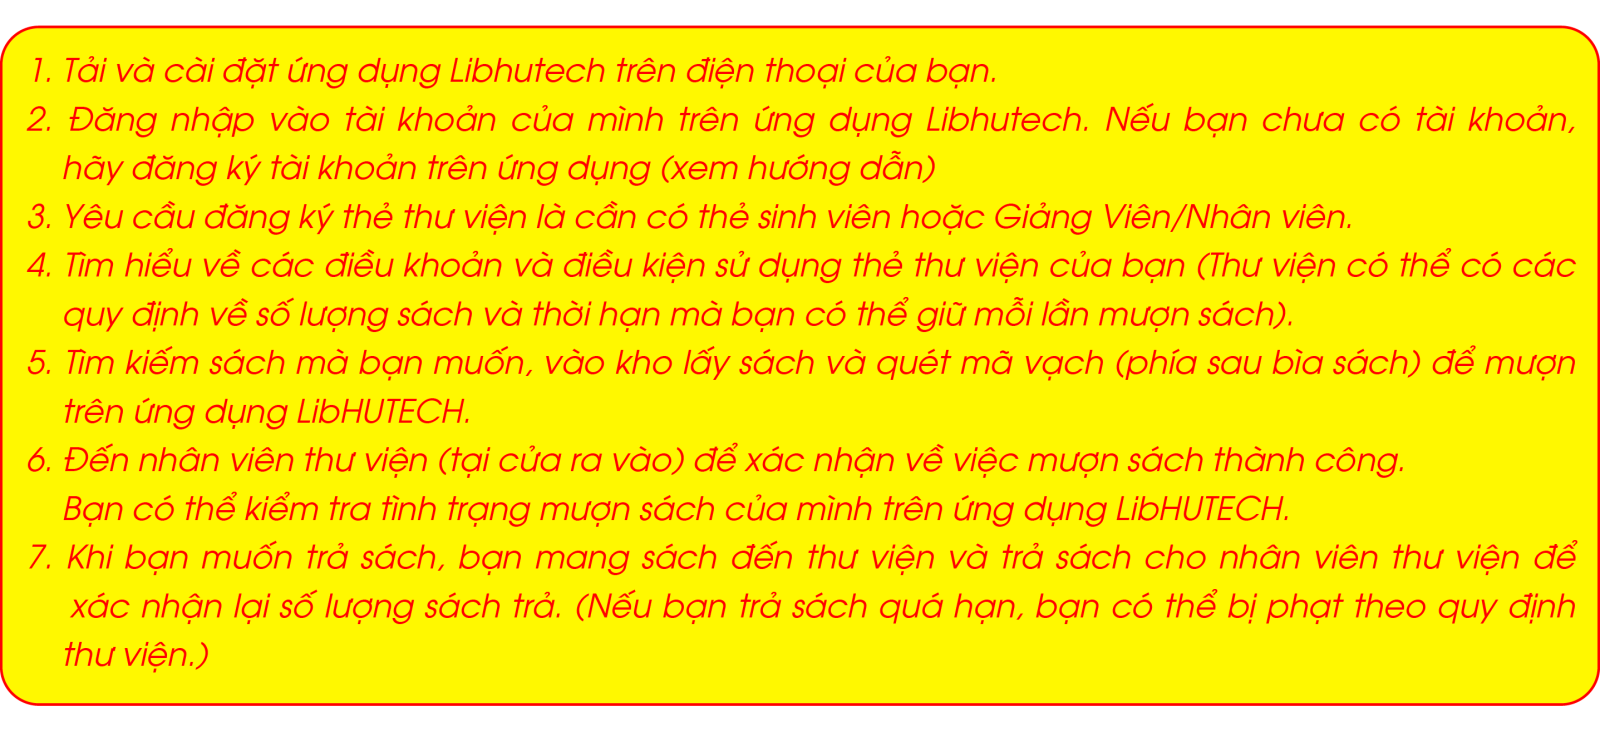 1. Tải và cài đặt ứng dụng Libhutech trên điện thoại của bạn.
2. Đăng nhập vào tài khoản của mình trên ứng dụng Libhutech. Nếu bạn chưa có tài khoản,
hãy đăng ký tài khoản trên ứng dụng (xem hướng dẫn)
3. Yêu cầu đăng ký thẻ thư viện là cần có thẻ sinh viên hoặc Giảng Viên/Nhân viên.
4. Tìm hiểu về các điều khoản và điều kiện sử dụng thẻ thư viện của bạn (Thư viện có thể có các
quy định về số lượng sách và thời hạn mà bạn có thể giữ mỗi lần mượn sách).
5. Tìm kiếm sách mà bạn muốn, vào kho lấy sách và quét mã vạch (phía sau bìa sách) để mượn
trên ứng dụng LibHUTECH.
6. Đến nhân viên thư viện (tại cửa ra vào) để xác nhận về việc mượn sách thành công.
Bạn có thể kiểm tra tình trạng mượn sách của mình trên ứng dụng LibHUTECH.
7. Khi bạn muốn trả sách, bạn mang sách đến thư viện và trả sách cho nhân viên thư viện để
xác nhận lại số lượng sách trả. (Nếu bạn trả sách quá hạn, bạn có thể bị phạt theo quy định
thư viện.)